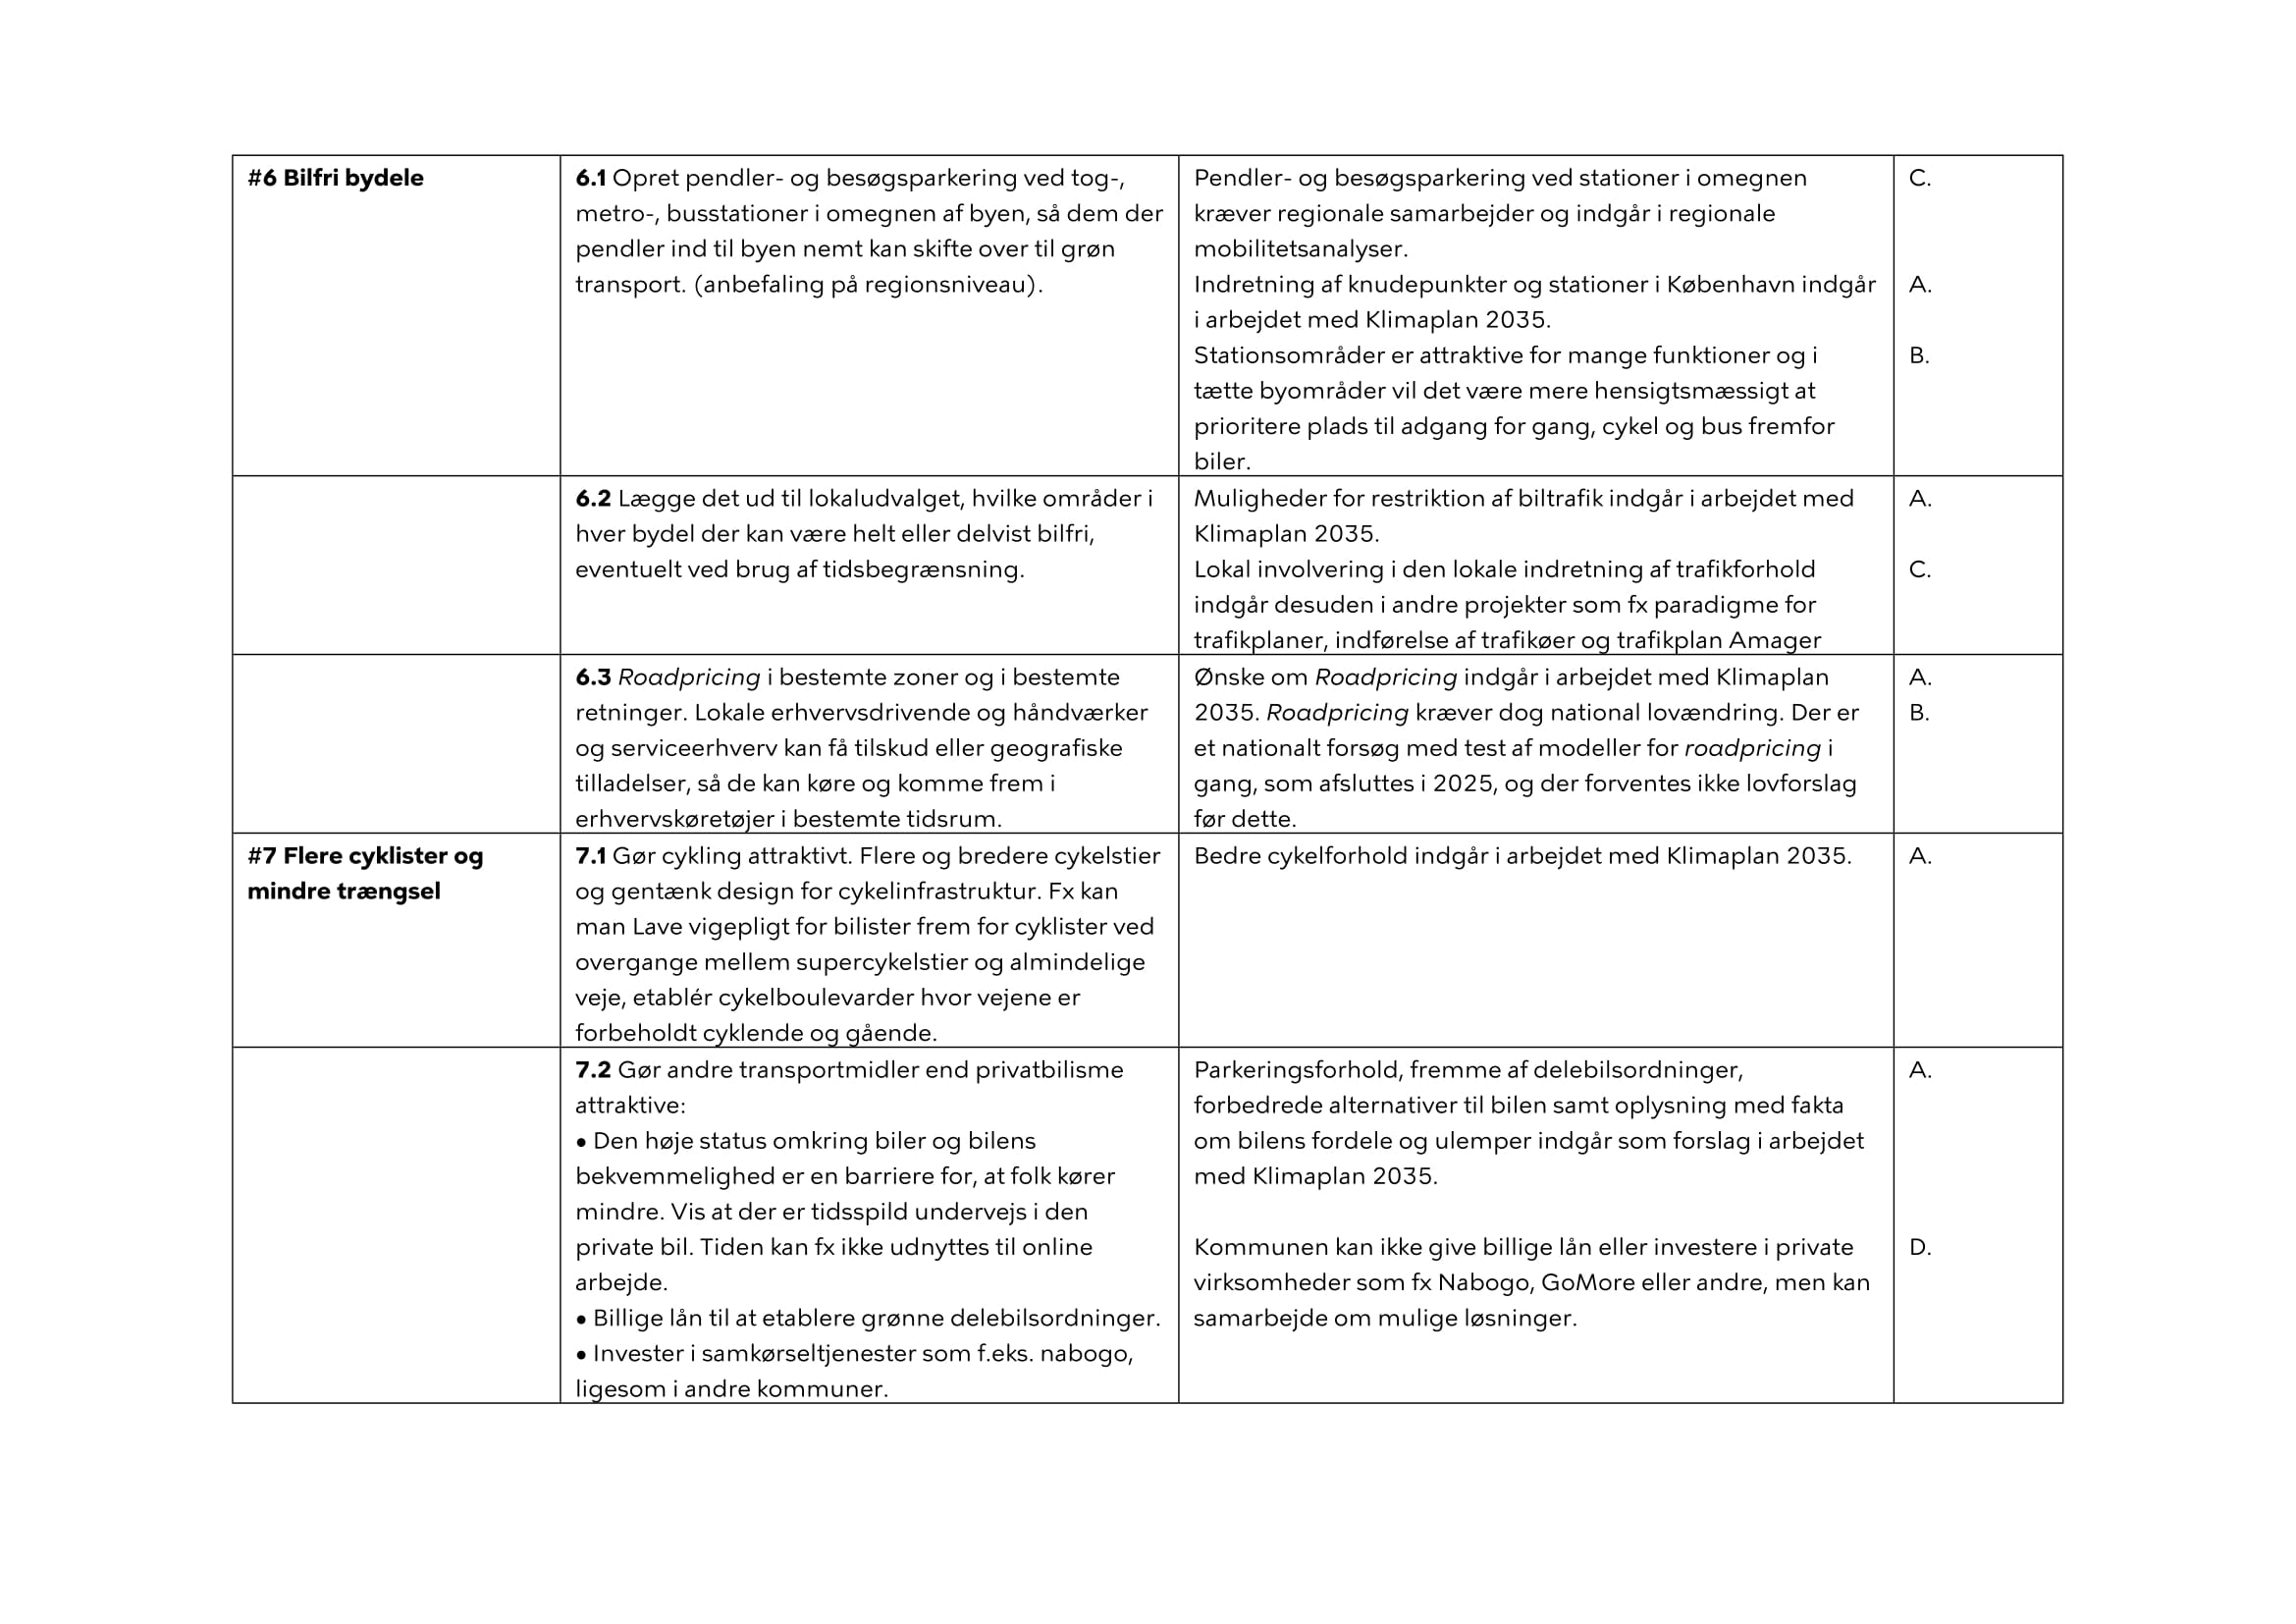 #6 Bilfri bydele
6.1 Opret pendler- og besøgsparkering ved tog-,
metro-, busstationer i omegnen af byen, så dem der
pendler ind til byen nemt kan skifte over til grøn
transport. (anbefaling på regionsniveau).
Pendler- og besøgsparkering ved stationer i omegnen
kræver regionale samarbejder og indgår i regionale
mobilitetsanalyser.
Indretning af knudepunkter og stationer i København indgår
i arbejdet med Klimaplan 2035.
Stationsområder er attraktive for mange funktioner og i
tætte byområder vil det være mere hensigtsmæssigt at
prioritere plads til adgang for gang, cykel og bus fremfor
biler.
C.
A.
B.
6.2 Lægge det ud til lokaludvalget, hvilke områder i
hver bydel der kan være helt eller delvist bilfri,
eventuelt ved brug af tidsbegrænsning.
Muligheder for restriktion af biltrafik indgår i arbejdet med
Klimaplan 2035.
Lokal involvering i den lokale indretning af trafikforhold
indgår desuden i andre projekter som fx paradigme for
trafikplaner, indførelse af trafikøer og trafikplan Amager
A.
C.
6.3 Roadpricing i bestemte zoner og i bestemte
retninger. Lokale erhvervsdrivende og håndværker
og serviceerhverv kan få tilskud eller geografiske
tilladelser, så de kan køre og komme frem i
erhvervskøretøjer i bestemte tidsrum.
Ønske om Roadpricing indgår i arbejdet med Klimaplan
2035. Roadpricing kræver dog national lovændring. Der er
et nationalt forsøg med test af modeller for roadpricing i
gang, som afsluttes i 2025, og der forventes ikke lovforslag
før dette.
A.
B.
#7 Flere cyklister og
mindre trængsel
7.1 Gør cykling attraktivt. Flere og bredere cykelstier
og gentænk design for cykelinfrastruktur. Fx kan
man Lave vigepligt for bilister frem for cyklister ved
overgange mellem supercykelstier og almindelige
veje, etablér cykelboulevarder hvor vejene er
forbeholdt cyklende og gående.
Bedre cykelforhold indgår i arbejdet med Klimaplan 2035.
A.
7.2 Gør andre transportmidler end privatbilisme
attraktive:
• Den høje status omkring biler og bilens
bekvemmelighed er en barriere for, at folk kører
mindre. Vis at der er tidsspild undervejs i den
private bil. Tiden kan fx ikke udnyttes til online
arbejde.
• Billige lån til at etablere grønne delebilsordninger.
• Invester i samkørseltjenester som f.eks. nabogo,
ligesom i andre kommuner.
Parkeringsforhold, fremme af delebilsordninger,
forbedrede alternativer til bilen samt oplysning med fakta
om bilens fordele og ulemper indgår som forslag i arbejdet
med Klimaplan 2035.
Kommunen kan ikke give billige lån eller investere i private
virksomheder som fx Nabogo, GoMore eller andre, men kan
samarbejde om mulige løsninger.
A.
D.